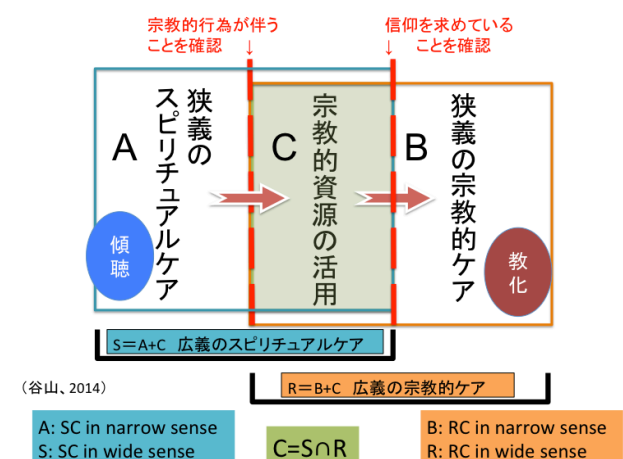 宗教的行為が伴う
ことを確認 ↓
信仰を求めている
↓ ことを確認
A
狭義の
スピリチュアルケア
傾聴
C
宗教的資源の活用
B
狭義の宗教的ケア
教化
S=A+C 広義のスピリチュアルケア
(谷山、2014)
R=B+C 広義の宗教的ケア
A: SC in narrow sense
S: SC in wide sense
C=S∩R
B: RC in narrow sense
R: RC in wide sense